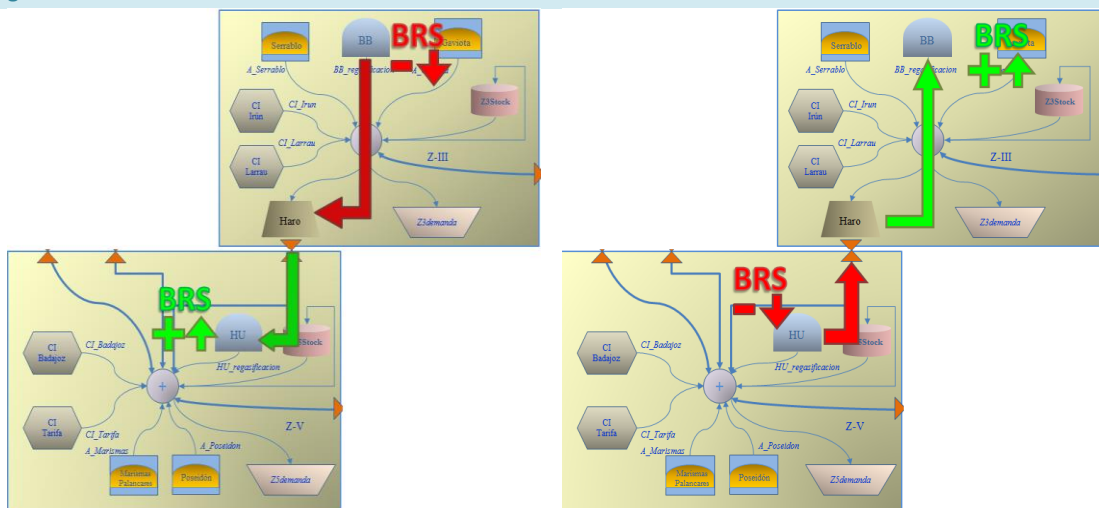 Serrablo
BB
BRS
Gaviota
A_Serrablo
BB_regasificacion
CI
Irún
CI_Irun
Z3Stock
CI_Larrau
CI
Larrau
Z-III
Haro
Z3demanda
BRS
HU
CI
Badajoz
CI_Badajoz
HU_regasificacion
+
CI
Tarifa
CI_Tarifa
A_Marismas
A_Poseidon
Z-V
Marismas
Palancares
Poseidón
Z5demanda
Serrablo
BB
BRS
A_Serrablo
BB_regasificacion
CI
Irún
CI_Irun
Z3Stock
CI_Larrau
CI
Larrau
Z-III
Haro
Z3demanda
BRS
HU
CI
Badajoz
CI_Badajoz
HU_regasificacion
+
CI
Tarifa
CI_Tarifa
A_Marismas
A_Poseidon
Z-V
Marismas
Palancares
Poseidón
Z5demanda